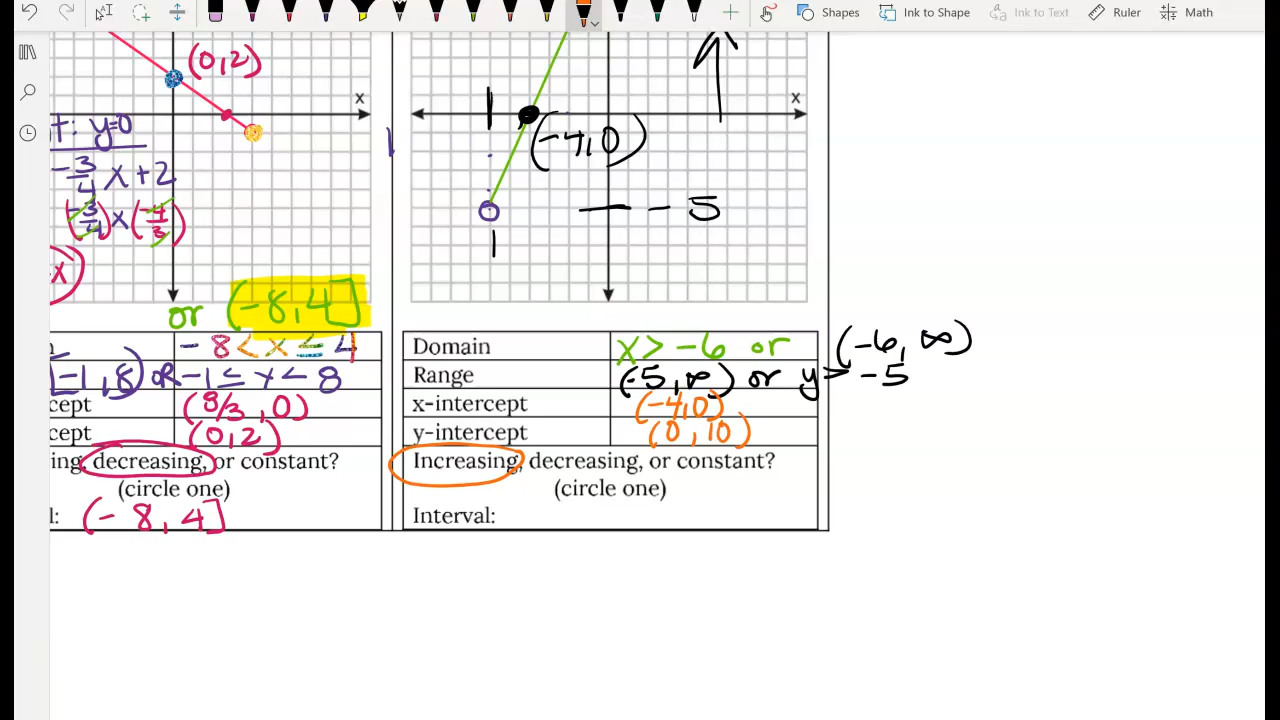 Shapes Ink to Shape Ink to Text Ruler Math
(0,2)
x
t: y=0
-3/4 x + 2
(-3/4) x (-4/3)
x)
or (-8, 4]
- 8 < x ≤ 4
[-1, 8) OR -1 ≤ y < 8
cept (8/3, 0)
cept (0, 2)
ing, decreasing, or constant?
(circle one)
l: (- 8, 4]
x
(-4, 0)
— - 5
Domain x > -6 or (-6, ∞)
Range (-5, ∞) or y > -5
x-intercept (-4, 0)
y-intercept (0, 10)
Increasing, decreasing, or constant?
(circle one)
Interval: